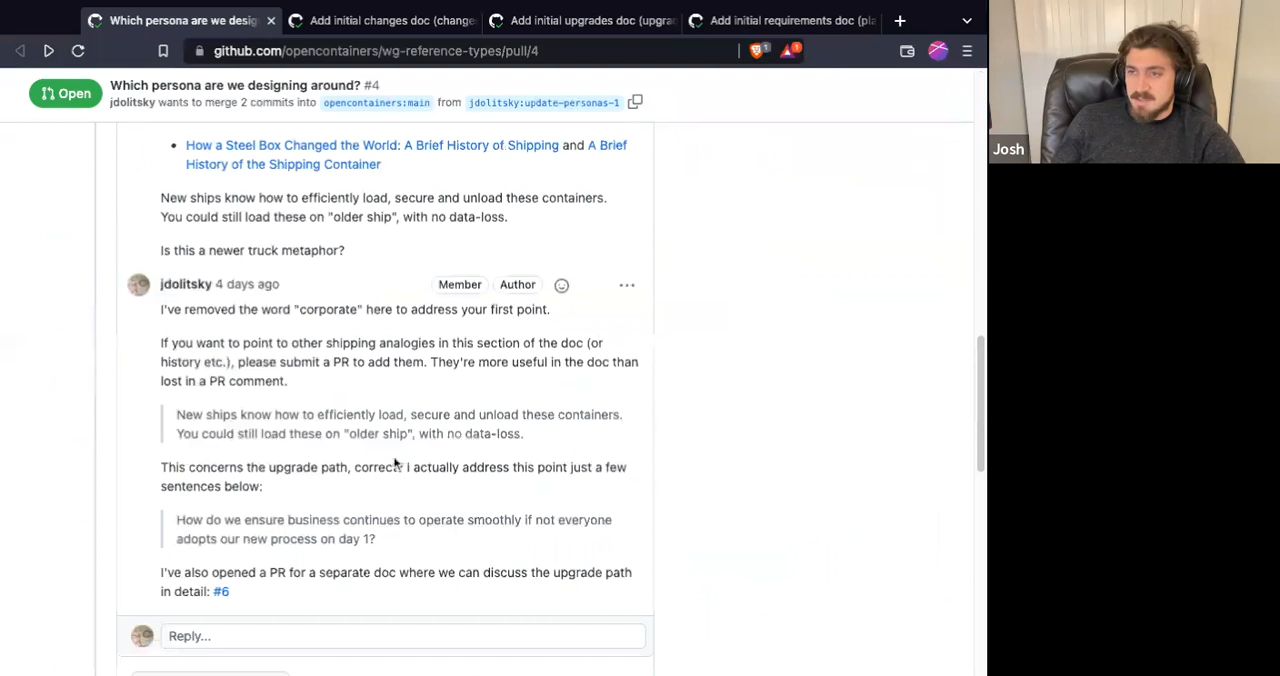 Which persona are we desig
Add initial changes doc (change
Add initial upgrades doc (upgra
Add initial requirements doc (pla
github.com/opencontainers/wg-reference-types/pull/4
1
1
Open
Which persona are we designing around? #4
jdolitsky wants to merge 2 commits into opencontainers:main from jdolitsky:update-personas-1
How a Steel Box Changed the World: A Brief History of Shipping and A Brief
History of the Shipping Container
New ships know how to efficiently load, secure and unload these containers.
You could still load these on "older ship", with no data-loss.
Is this a newer truck metaphor?
jdolitsky 4 days ago Member Author
I've removed the word "corporate" here to address your first point.
If you want to point to other shipping analogies in this section of the doc (or
history etc.), please submit a PR to add them. They're more useful in the doc than
lost in a PR comment.
New ships know how to efficiently load, secure and unload these containers.
You could still load these on "older ship", with no data-loss.
This concerns the upgrade path, correct? I actually address this point just a few
sentences below:
How do we ensure business continues to operate smoothly if not everyone
adopts our new process on day 1?
I've also opened a PR for a separate doc where we can discuss the upgrade path
in detail: #6
Reply...
Josh